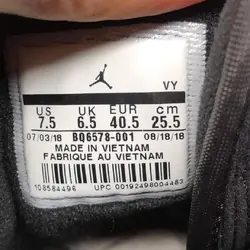 VY
US UK EUR cm
7.5 6.5 40.5 25.5
07/03/18 BQ6578-001 08/18/18
MADE IN VIETNAM
FABRIQUE AU VIETNAM
108584496 UPC 00192498004483